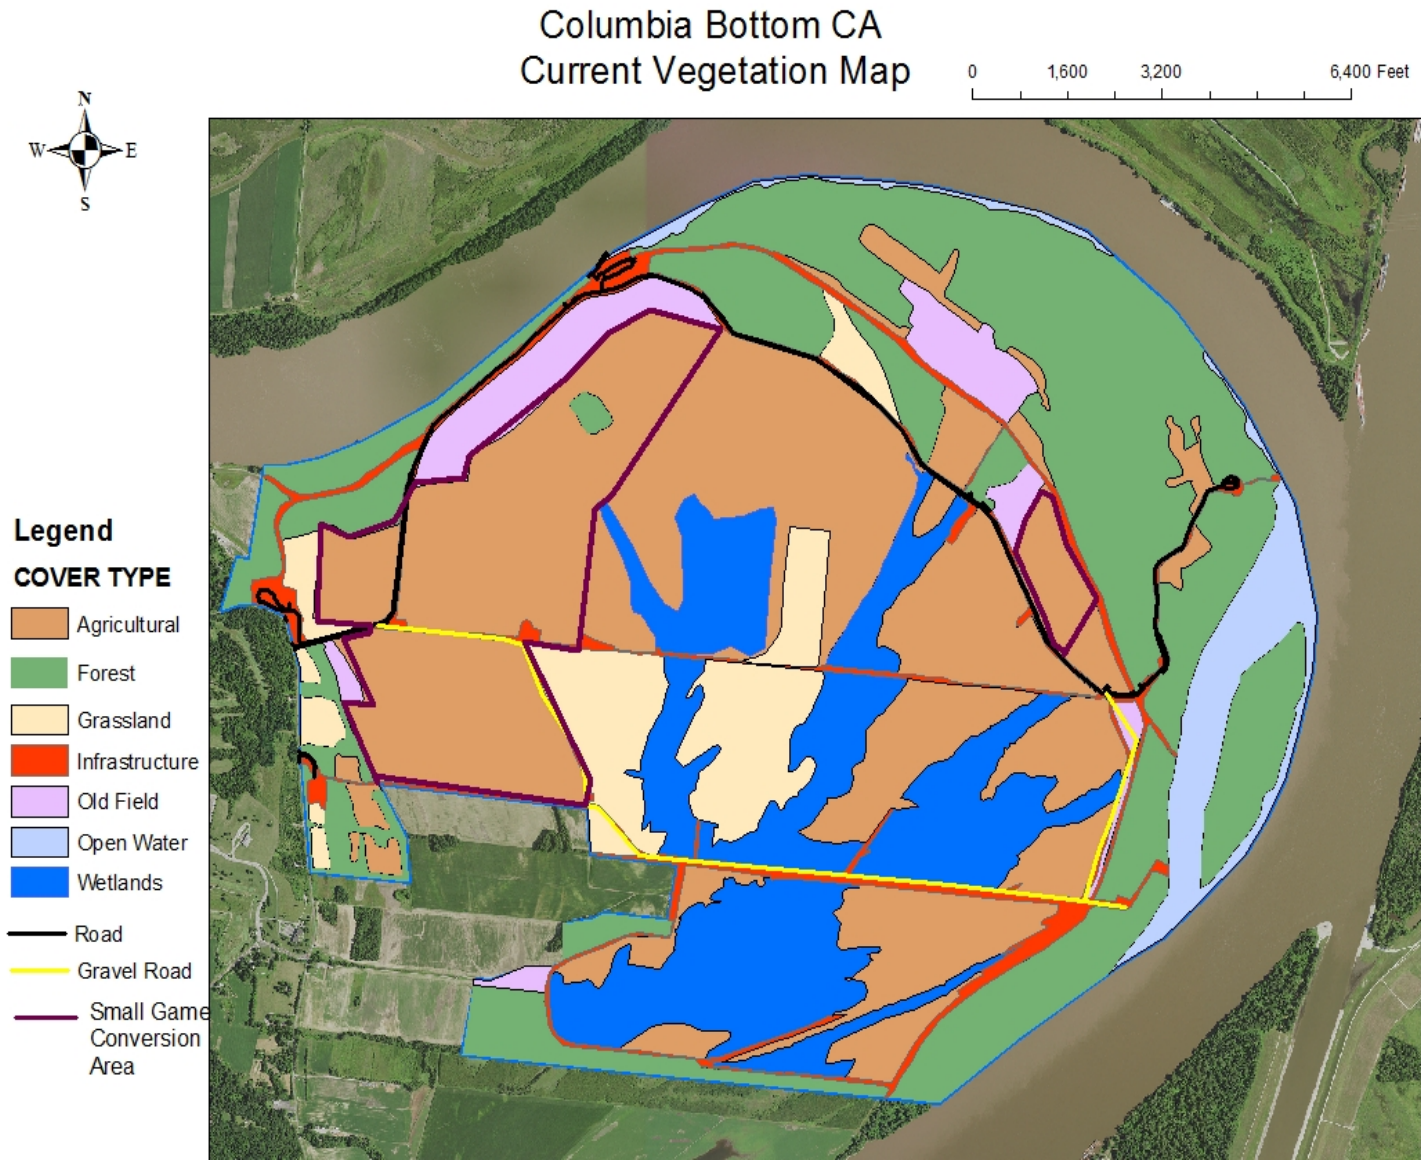 Columbia Bottom CA
Current Vegetation Map
0 1,600 3,200 6,400 Feet
N
W E
S
Legend
COVER TYPE
Agricultural
Forest
Grassland
Infrastructure
Old Field
Open Water
Wetlands
Road
Gravel Road
Small Game
Conversion
Area